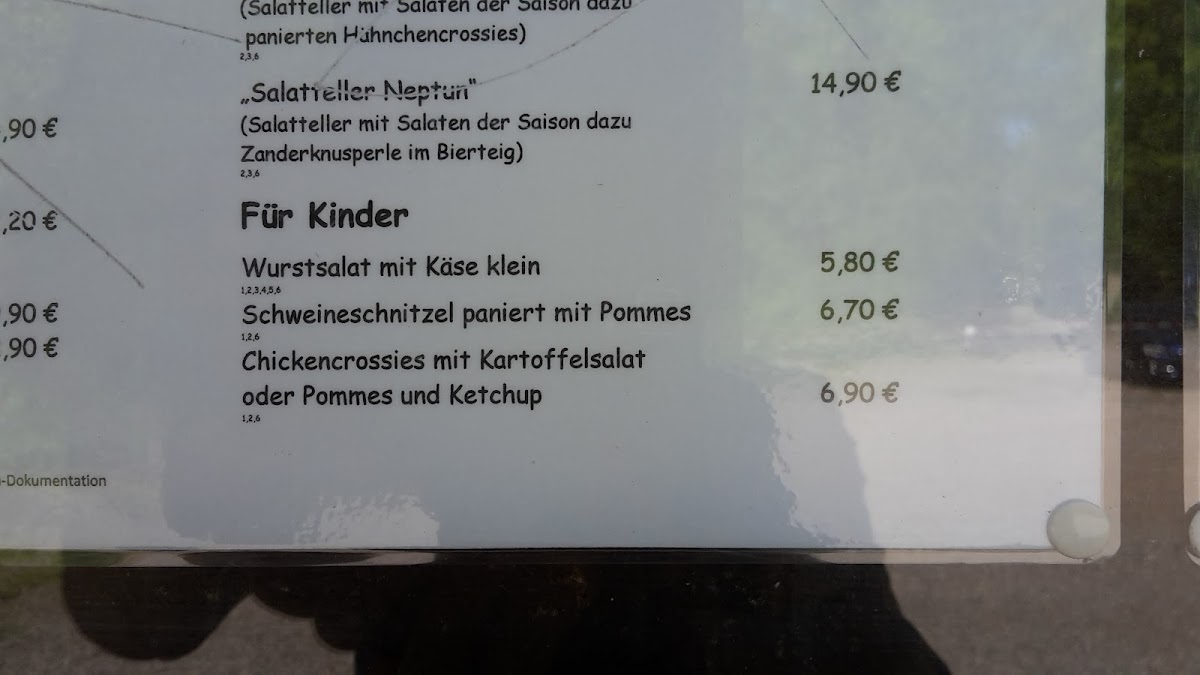 (Salatteller mit Salaten der Saison dazu
panierten Hühnchencrossies)
2,3,6
„Salatteller Neptun" 14,90 €
(Salatteller mit Salaten der Saison dazu
Zanderknusperle im Bierteig)
2,3,6
Für Kinder
Wurstsalat mit Käse klein 5,80 €
1,2,3,4,5,6
Schweineschnitzel paniert mit Pommes 6,70 €
1,2,6
Chickencrossies mit Kartoffelsalat
oder Pommes und Ketchup 6,90 €
1,2,6
,90 €
,20 €
,90 €
,90 €
-Dokumentation